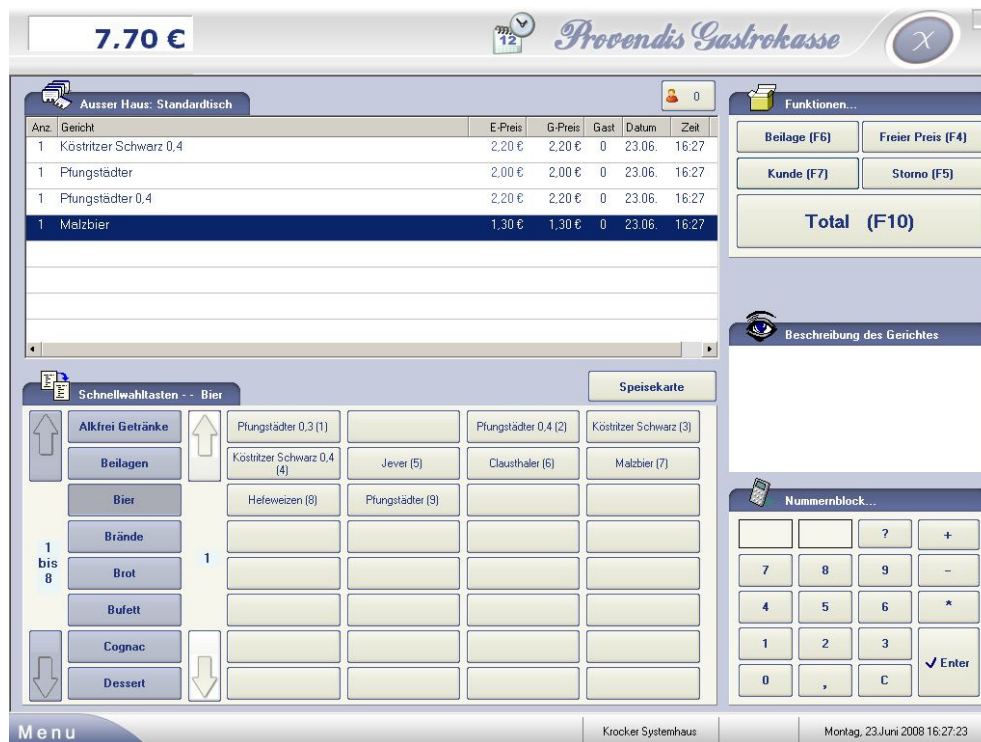 7,70 €
12
Provendis Gastrokasse
X
Ausser Haus: Standardtisch
0
Anz. Gericht E-Preis G-Preis Gast Datum Zeit
1 Köstritzer Schwarz 0,4 2,20 € 2,20 € 0 23.06. 16:27
1 Pfungstädter 2,00 € 2,00 € 0 23.06. 16:27
1 Pfungstädter 0,4 2,20 € 2,20 € 0 23.06. 16:27
1 Malzbier 1,30 € 1,30 € 0 23.06. 16:27
Funktionen...
Beilage (F6) Freier Preis (F4)
Kunde (F7) Storno (F5)
Total (F10)
Beschreibung des Gerichtes
Schnellwahltasten - - Bier
Speisekarte
Alkfrei Getränke
Beilagen
Bier
Brände
Brot
Bufett
Cognac
Dessert
1
bis
8
1
Pfungstädter 0,3 (1) Pfungstädter 0,4 (2) Köstritzer Schwarz (3)
Köstritzer Schwarz 0,4
(4)
Jever (5) Clausthaler (6) Malzbier (7)
Hefeweizen (8) Pfungstädter (9)
Nummernblock...
? +
7 8 9 -
4 5 6 *
1 2 3
Enter
0 , C
Menu
Krocker Systemhaus
Montag, 23.Juni 2008 16:27:23